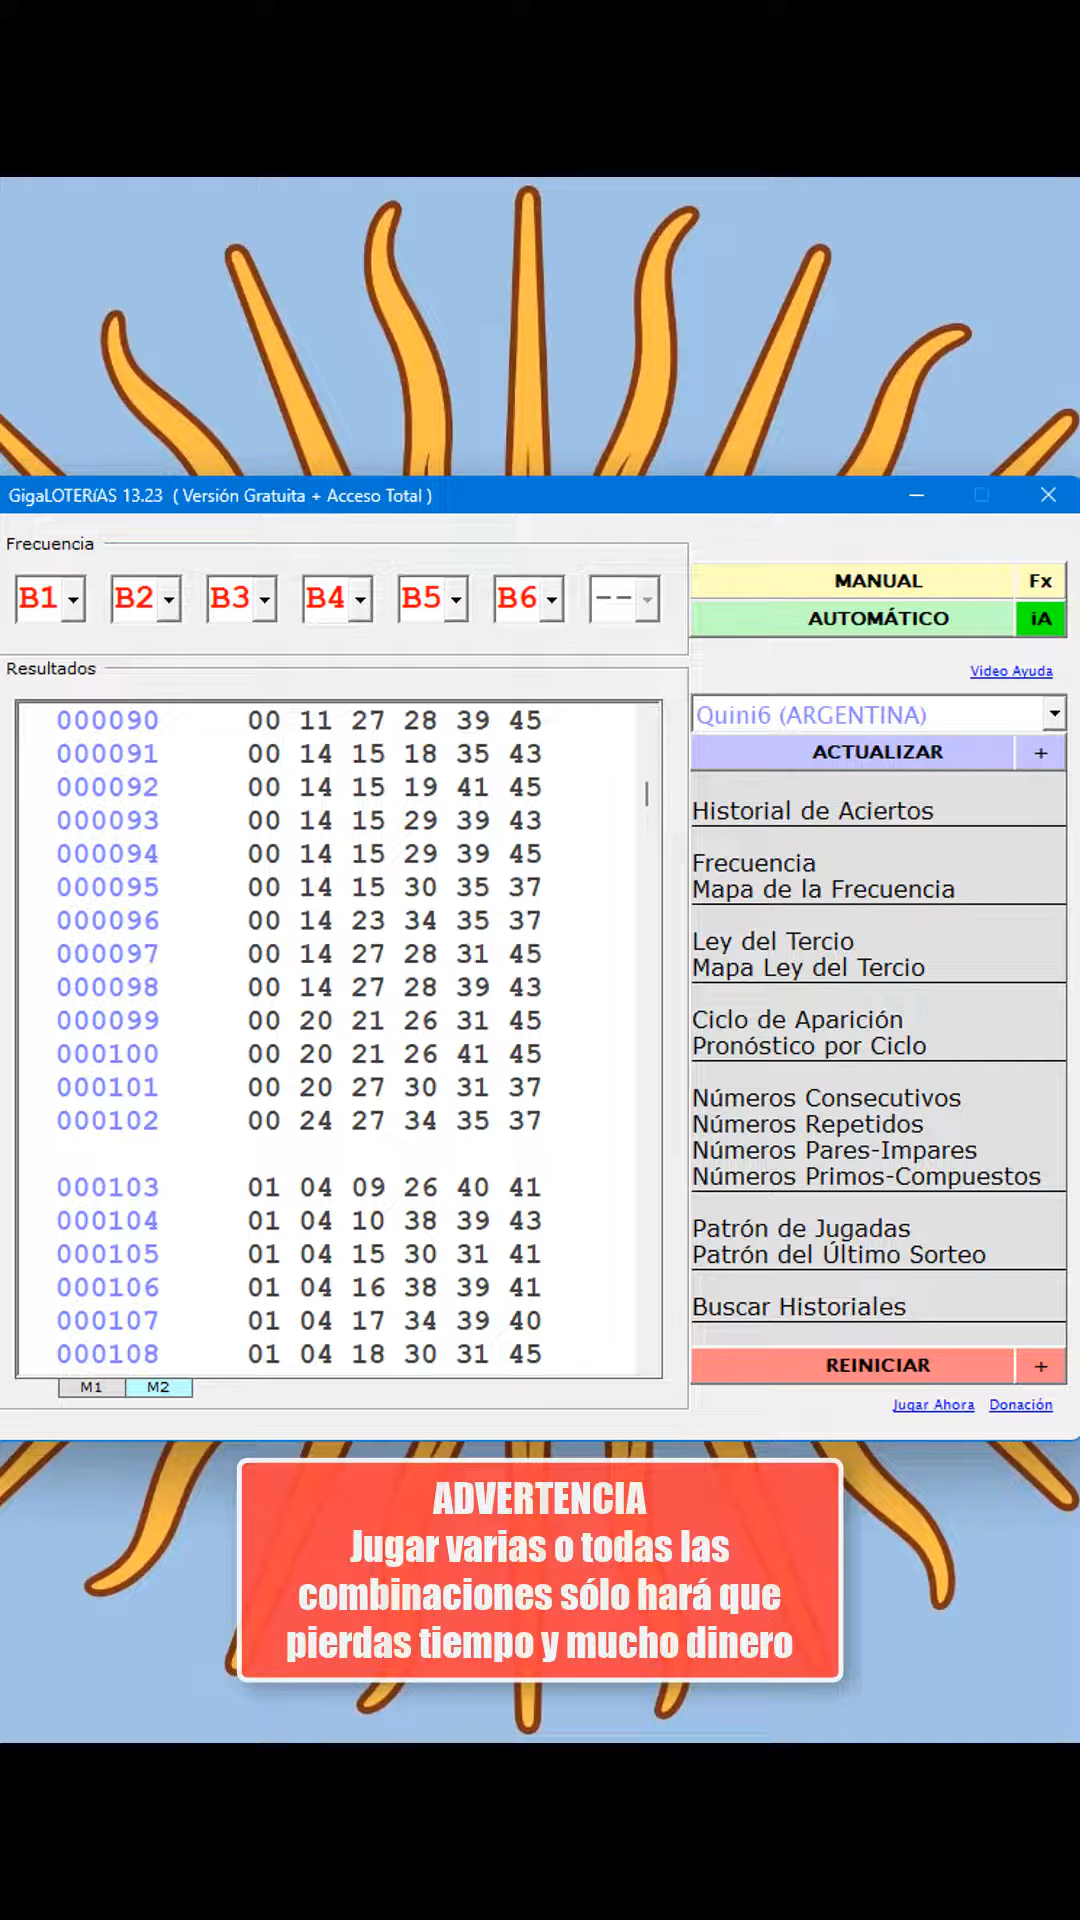 GigaLOTERíAS 13.23 ( Versión Gratuita + Acceso Total )
Frecuencia
B1 B2 B3 B4 B5 B6 --
MANUAL Fx
AUTOMÁTICO iA
Video Ayuda
Resultados
000090 00 11 27 28 39 45
000091 00 14 15 18 35 43
000092 00 14 15 19 41 45
000093 00 14 15 29 39 43
000094 00 14 15 29 39 45
000095 00 14 15 30 35 37
000096 00 14 23 34 35 37
000097 00 14 27 28 31 45
000098 00 14 27 28 39 43
000099 00 20 21 26 31 45
000100 00 20 21 26 41 45
000101 00 20 27 30 31 37
000102 00 24 27 34 35 37
000103 01 04 09 26 40 41
000104 01 04 10 38 39 43
000105 01 04 15 30 31 41
000106 01 04 16 38 39 41
000107 01 04 17 34 39 40
000108 01 04 18 30 31 45
M1 M2
Quini6 (ARGENTINA)
ACTUALIZAR +
Historial de Aciertos
Frecuencia
Mapa de la Frecuencia
Ley del Tercio
Mapa Ley del Tercio
Ciclo de Aparición
Pronóstico por Ciclo
Números Consecutivos
Números Repetidos
Números Pares-Impares
Números Primos-Compuestos
Patrón de Jugadas
Patrón del Último Sorteo
Buscar Historiales
REINICIAR +
Jugar Ahora Donación
ADVERTENCIA
Jugar varias o todas las
combinaciones sólo hará que
pierdas tiempo y mucho dinero